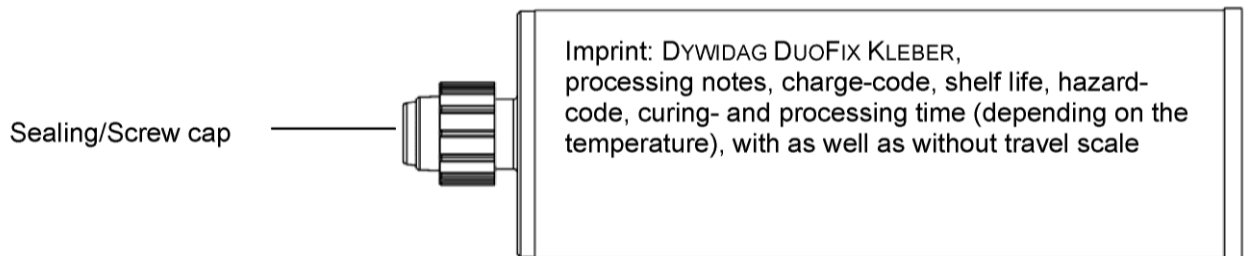 Imprint: DYWIDAG DUOFIX KLEBER,
processing notes, charge-code, shelf life, hazard-
code, curing- and processing time (depending on the
temperature), with as well as without travel scale
Sealing/Screw cap